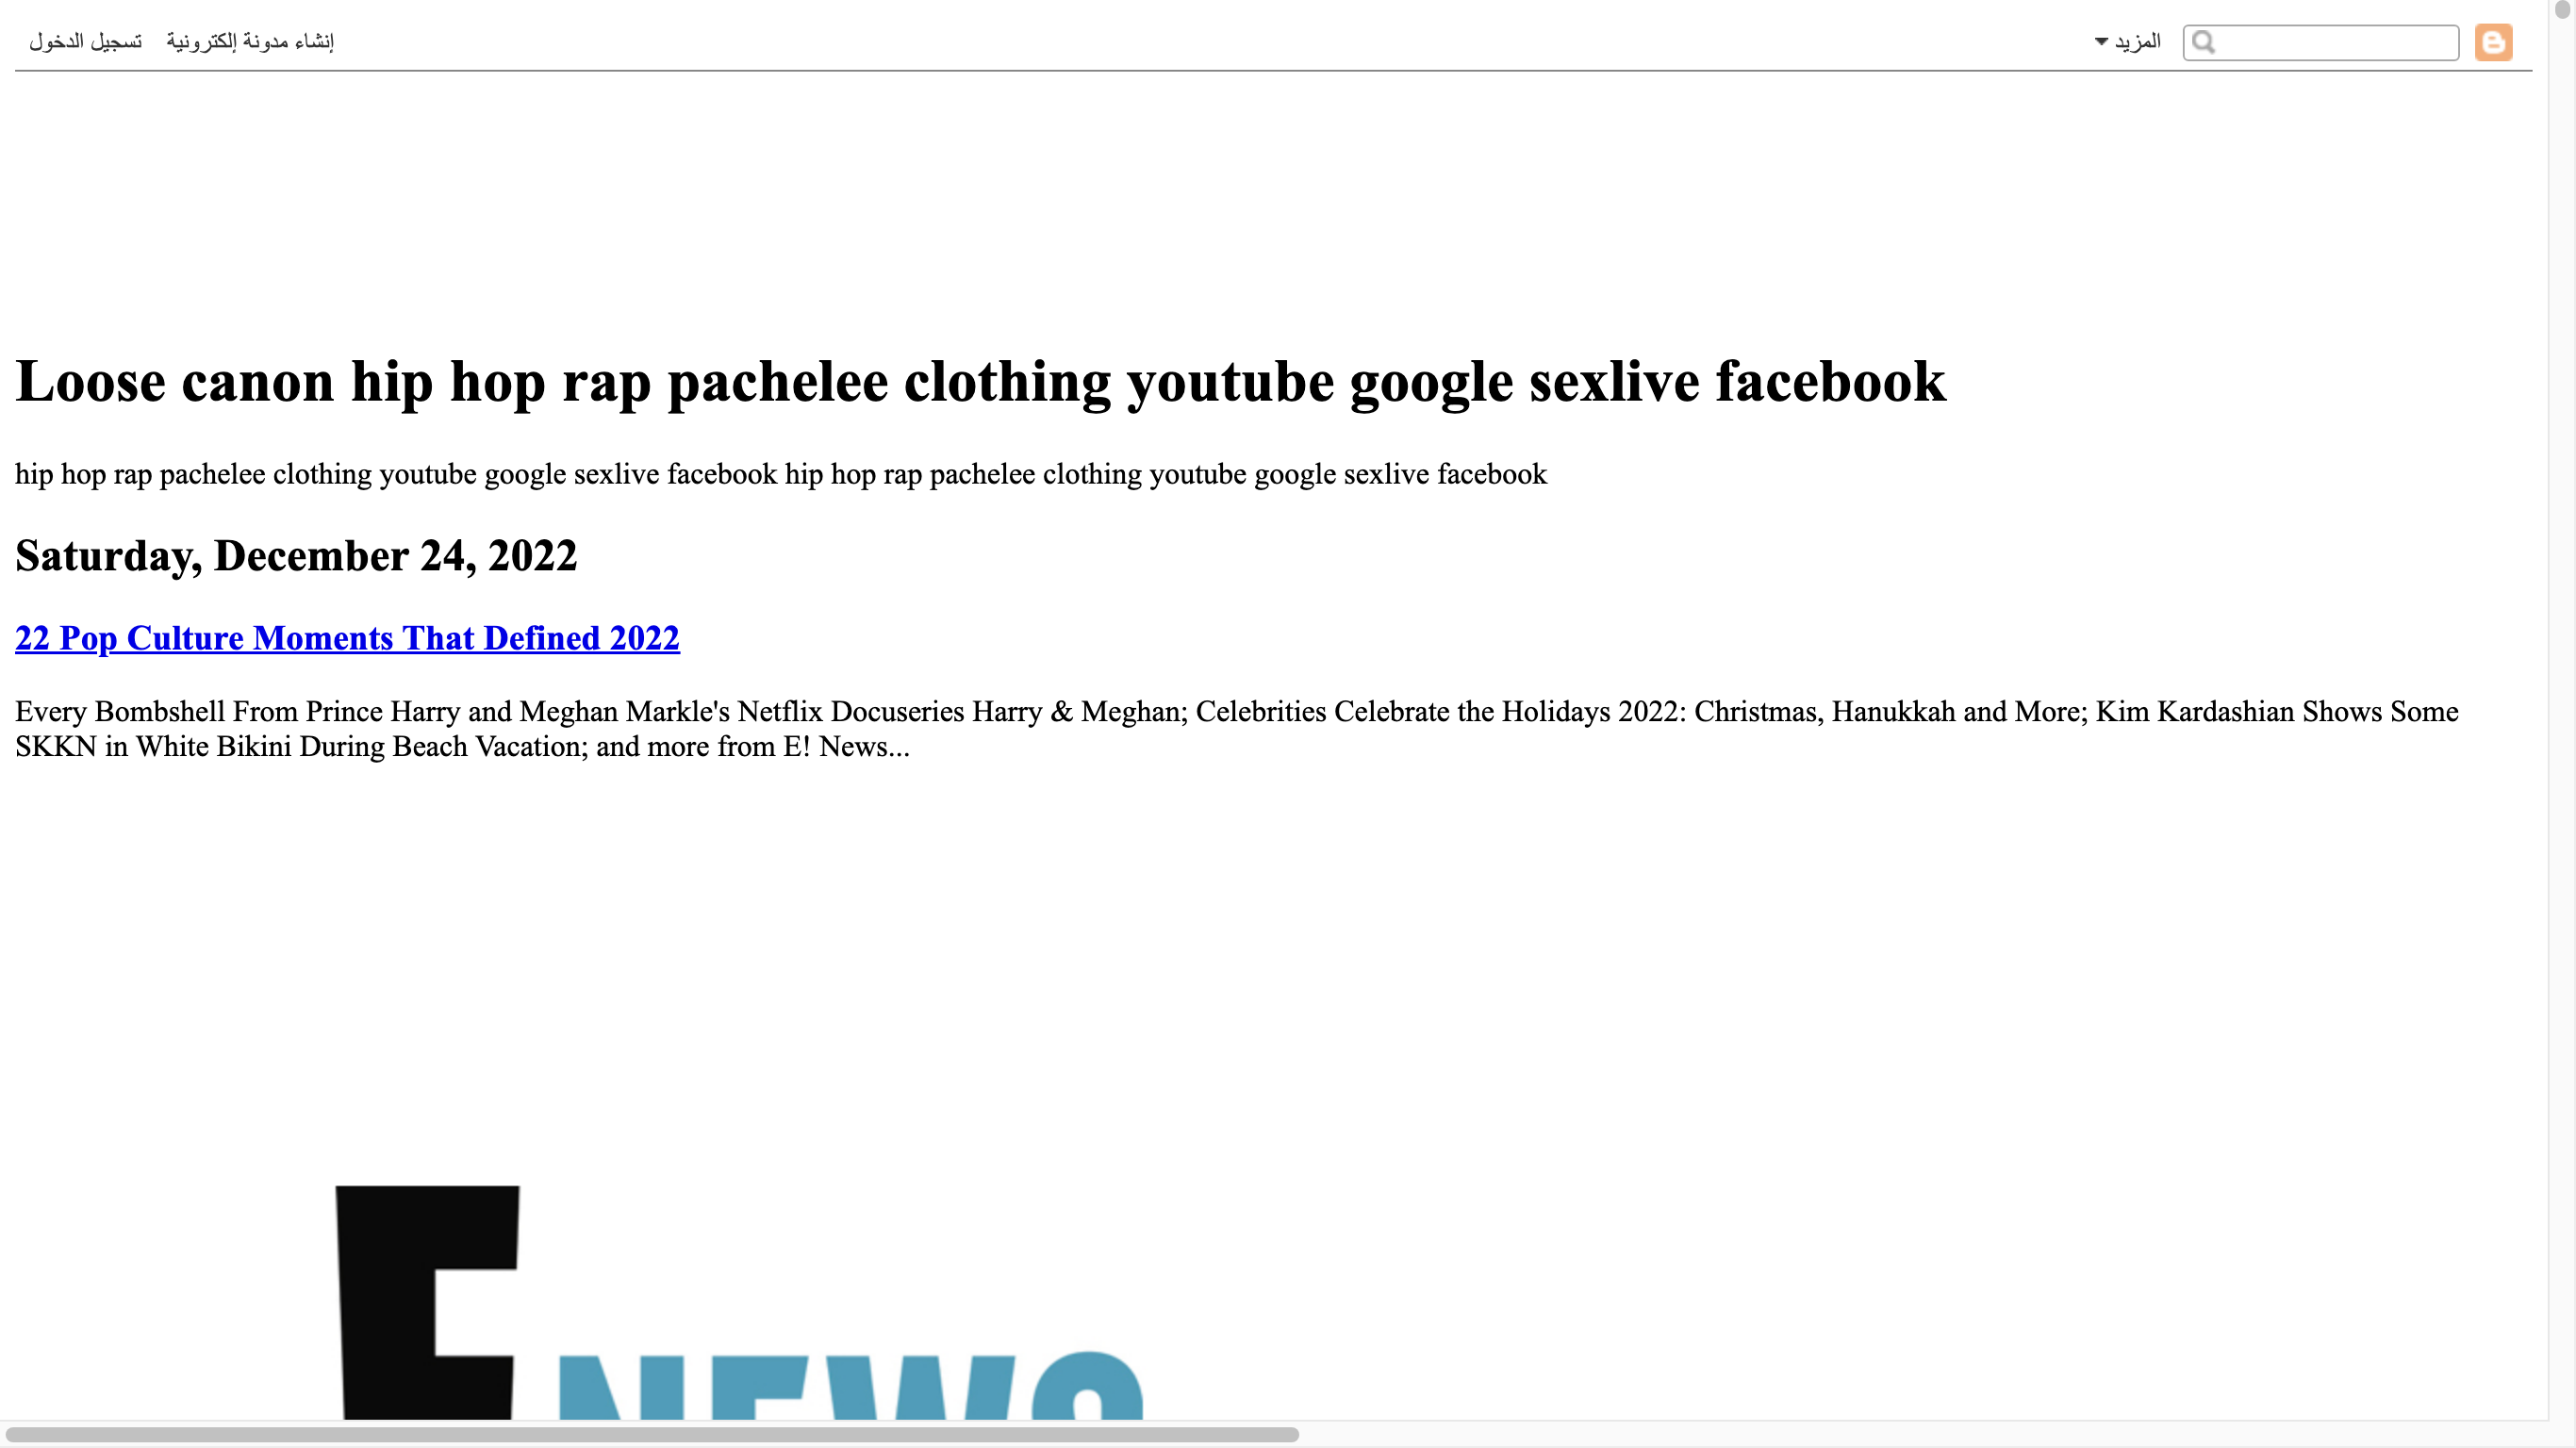 تسجيل الدخول
إنشاء مدونة إلكترونية
المزيد
Loose canon hip hop rap pachelee clothing youtube google sexlive facebook
hip hop rap pachelee clothing youtube google sexlive facebook hip hop rap pachelee clothing youtube google sexlive facebook
Saturday, December 24, 2022
22 Pop Culture Moments That Defined 2022
Every Bombshell From Prince Harry and Meghan Markle's Netflix Docuseries Harry & Meghan; Celebrities Celebrate the Holidays 2022: Christmas, Hanukkah and More; Kim Kardashian Shows Some
SKKN in White Bikini During Beach Vacation; and more from E! News...
E NEWS